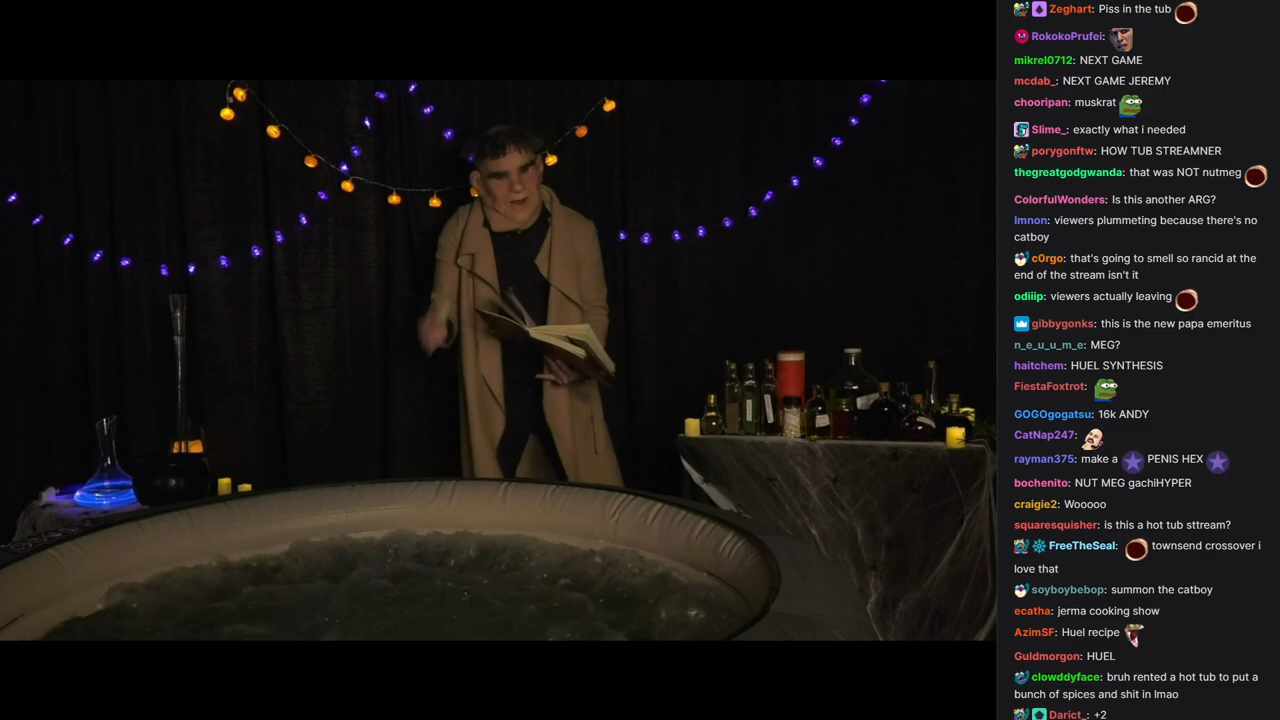 Zeghart: Piss in the tub
RokokoPrufei:
mikrel0712: NEXT GAME
mcdab_: NEXT GAME JEREMY
chooripan: muskrat
Slime_: exactly what i needed
porygonftw: HOW TUB STREAMNER
thegreatgodgwanda: that was NOT nutmeg
ColorfulWonders: Is this another ARG?
lmnon: viewers plummeting because there's no
catboy
c0rgo: that's going to smell so rancid at the
end of the stream isn't it
odiiip: viewers actually leaving
gibbygonks: this is the new papa emeritus
n_e_u_u_m_e: MEG?
haitchem: HUEL SYNTHESIS
FiestaFoxtrot:
GOGOgogatsu: 16k ANDY
CatNap247:
rayman375: make a PENIS HEX
bochenito: NUT MEG gachiHYPER
craigie2: Wooooo
squaresquisher: is this a hot tub sttream?
FreeTheSeal: townsend crossover i
love that
soyboybebop: summon the catboy
ecatha: jerma cooking show
AzimSF: Huel recipe
Guldmorgon: HUEL
clowddyface: bruh rented a hot tub to put a
bunch of spices and shit in lmao
Darict_: +2